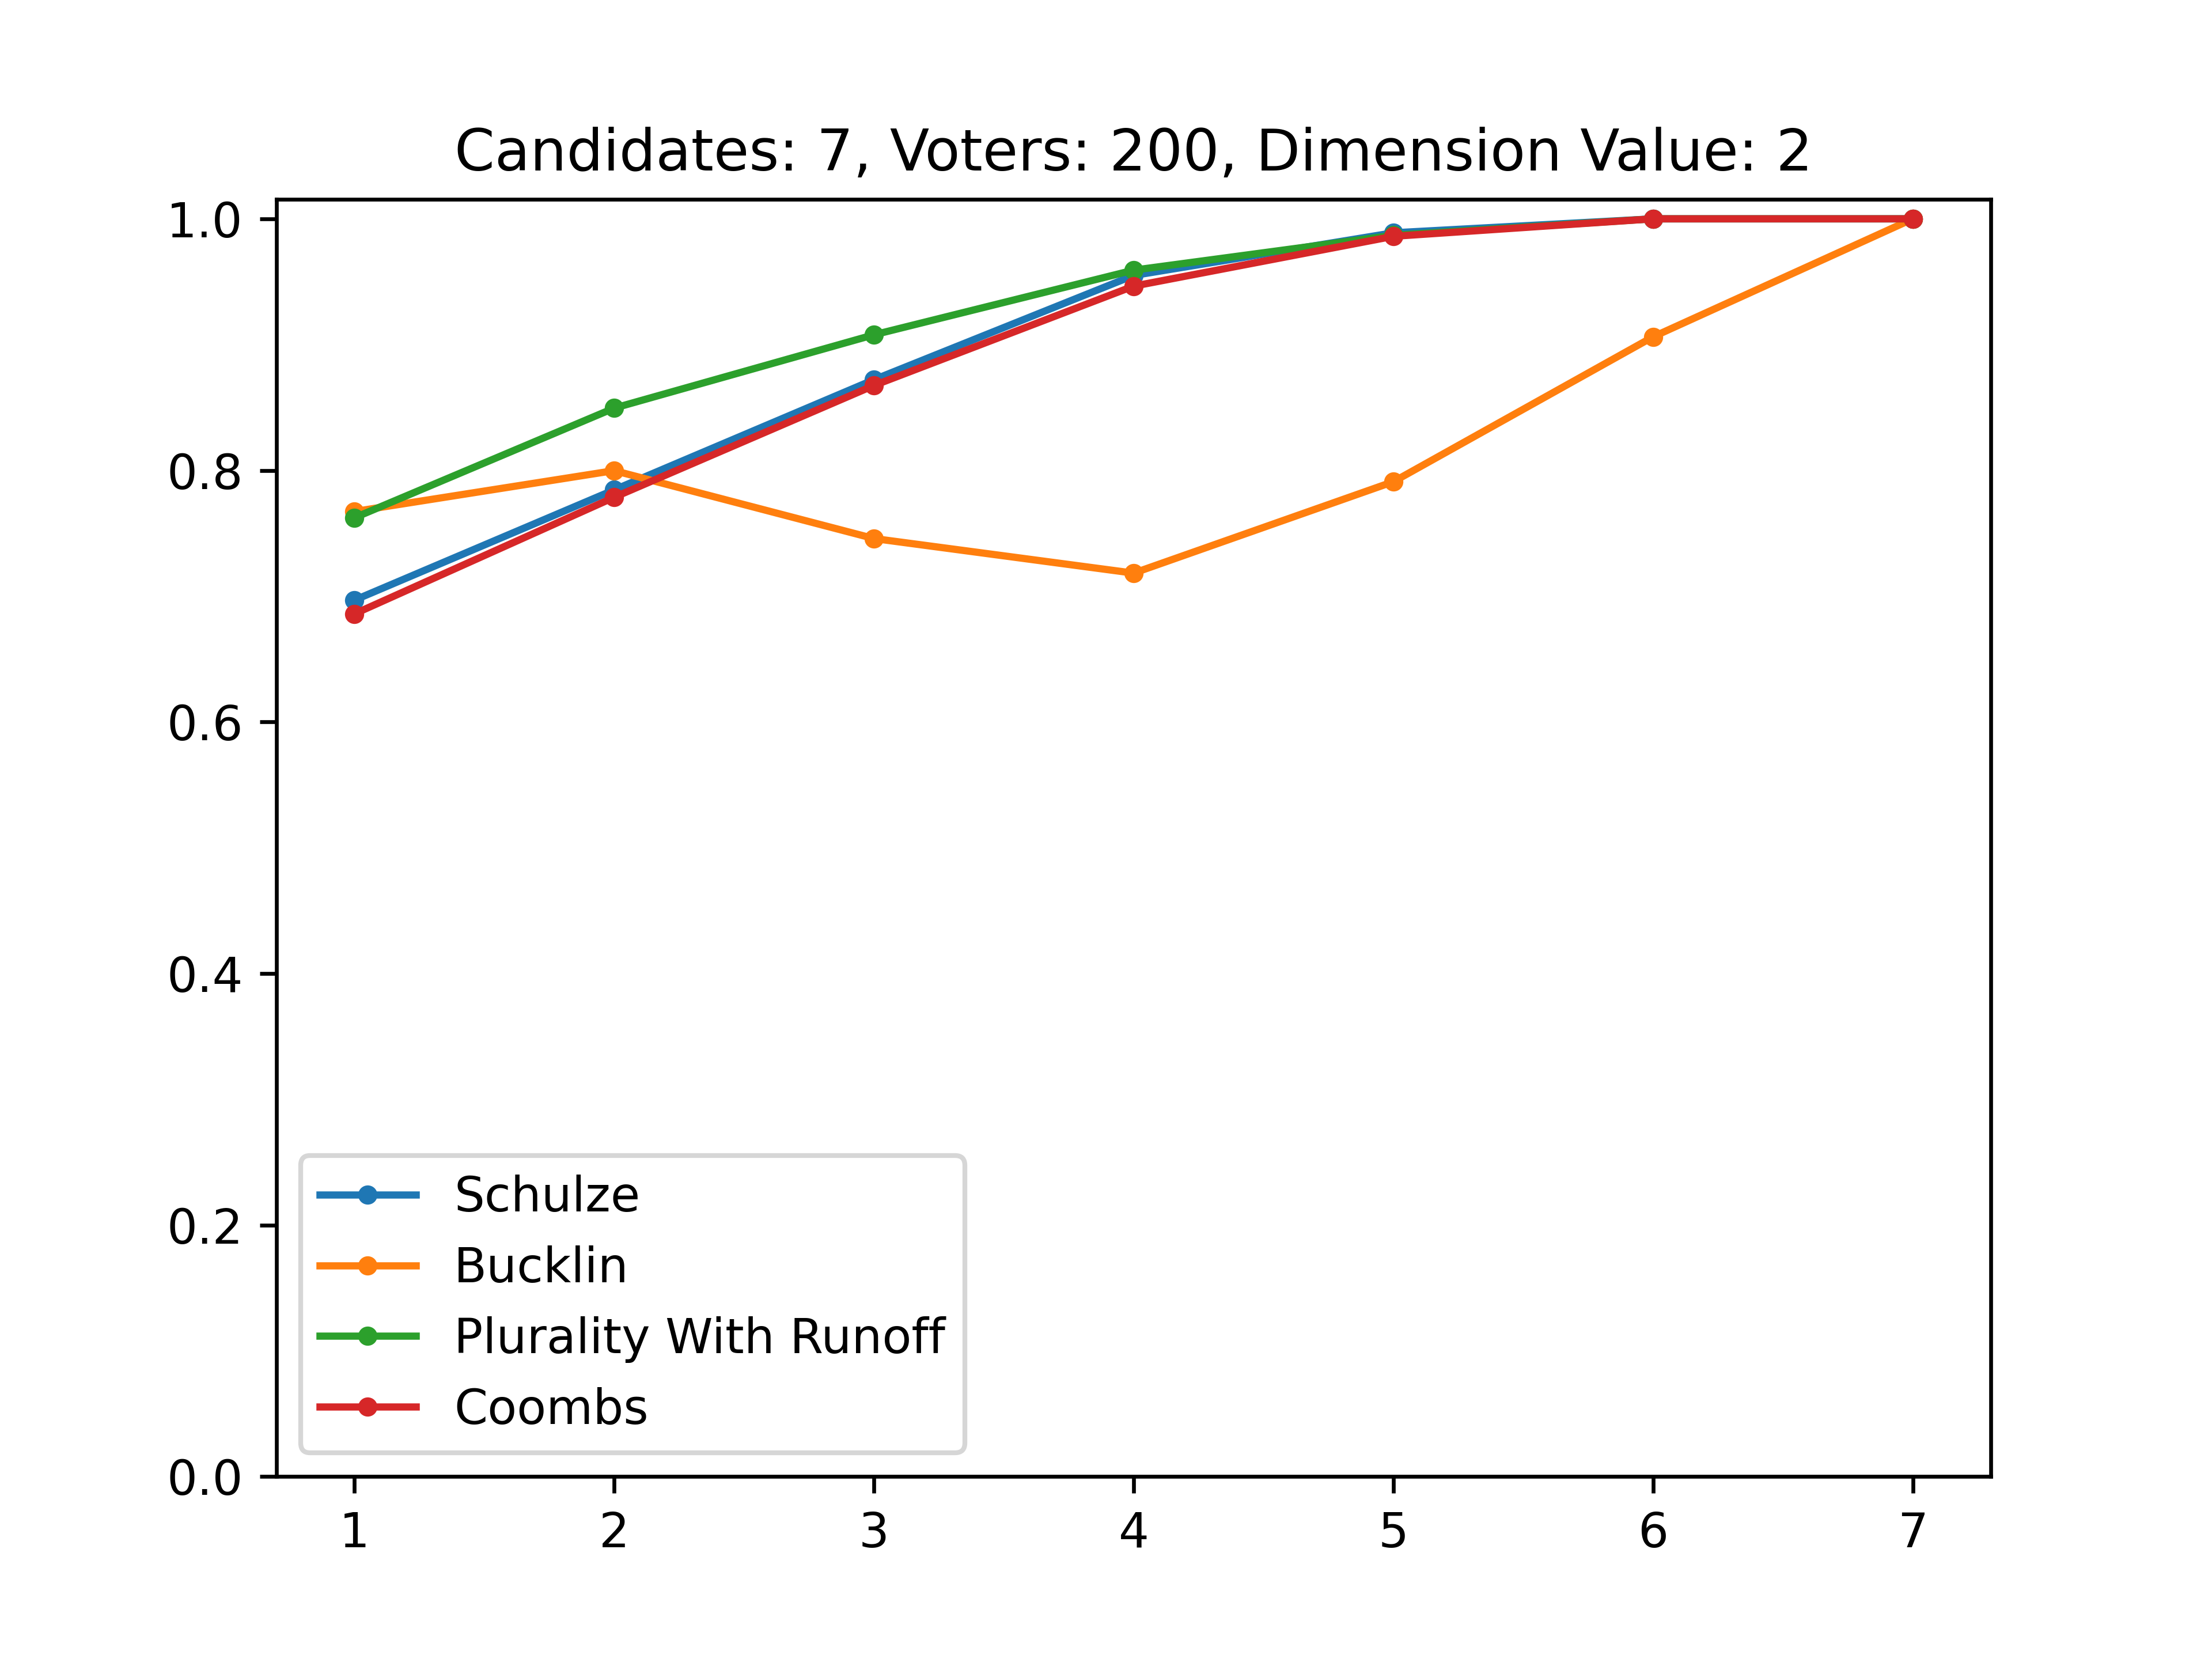 Candidates: 7, Voters: 200, Dimension Value: 2
1.0
0.8
0.6
0.4
0.2
0.0
Schulze
Bucklin
Plurality With Runoff
Coombs
1 2 3 4 5 6 7